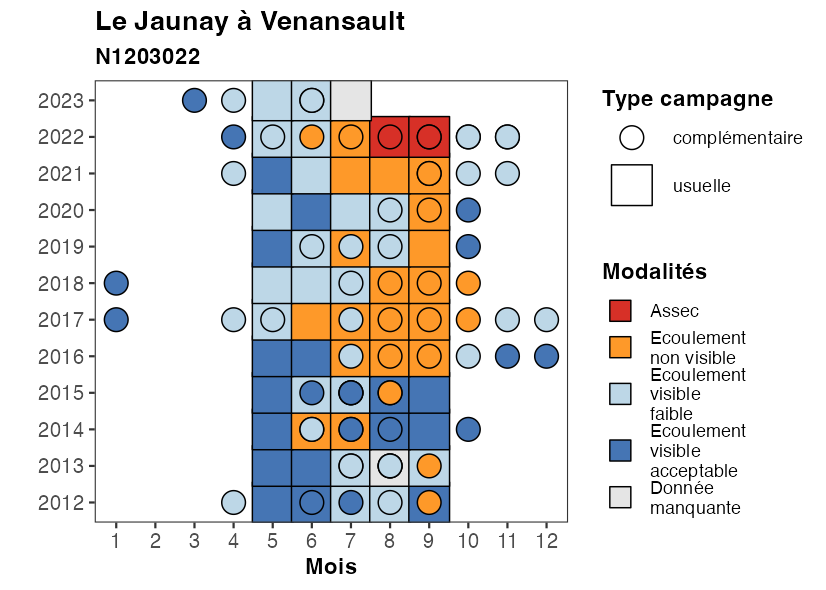 Le Jaunay à Venansault
N1203022
2023
2022
2021
2020
2019
2018
2017
2016
2015
2014
2013
2012
1 2 3 4 5 6 7 8 9 10 11 12
Mois
Type campagne
complémentaire
usuelle
Modalités
Assec
Ecoulement
non visible
Ecoulement
visible
faible
Ecoulement
visible
acceptable
Donnée
manquante